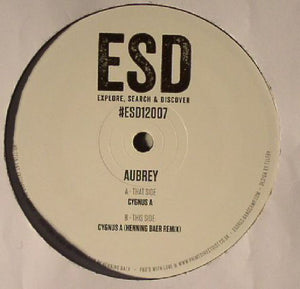 ESD
EXPLORE, SEARCH & DISCOVER
#ESD12007
AUBREY
A - THAT SIDE
CYGNUS A
B - THIS SIDE
CYGNUS A (HENNING BAER REMIX)